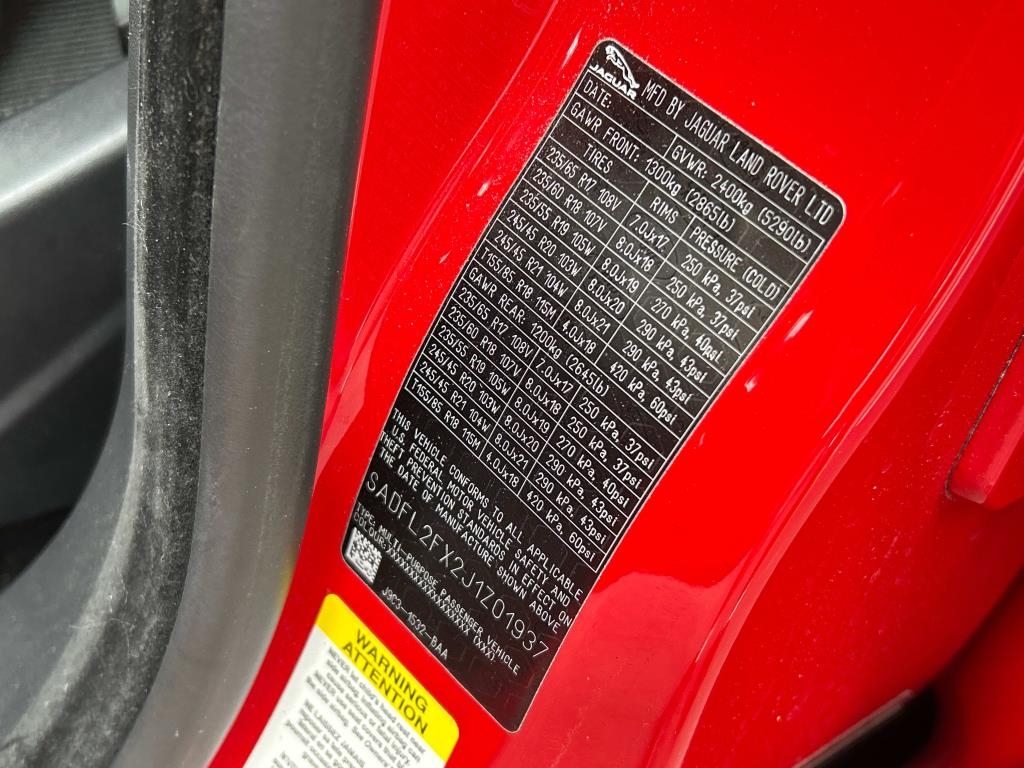 JAGUAR
MFD BY JAGUAR LAND ROVER LTD
DATE: GVWR: 2400kg (5290lb)
GAWR FRONT: 1300kg (2865lb)
TIRES RIMS PRESSURE (COLD)
235/65 R17 108V 7.0Jx17 250 kPa, 37psi
235/60 R18 107V 8.0Jx18 250 kPa, 37psi
235/55 R19 105W 8.0Jx19 270 kPa, 40psi
245/45 R20 103W 8.0Jx20 290 kPa, 43psi
245/45 R21 104W 8.0Jx21 290 kPa, 43psi
T155/85 R18 115M 4.0Jx18 420 kPa, 60psi
GAWR REAR: 1200kg (2645lb)
235/65 R17 108V 7.0Jx17 250 kPa, 37psi
235/60 R18 107V 8.0Jx18 250 kPa, 37psi
235/55 R19 105W 8.0Jx19 270 kPa, 40psi
245/45 R20 103W 8.0Jx20 290 kPa, 43psi
245/45 R21 104W 8.0Jx21 290 kPa, 43psi
T155/85 R18 115M 4.0Jx18 420 kPa, 60psi
THIS VEHICLE CONFORMS TO ALL APPLICABLE
U.S. FEDERAL MOTOR VEHICLE SAFETY AND
THEFT PREVENTION STANDARDS IN EFFECT ON
THE DATE OF MANUFACTURE SHOWN ABOVE
SADFL2FX2J1Z01937
TYPE: MULTI-PURPOSE PASSENGER VEHICLE
(XXX)
J9C3-1532-BAA
WARNING
ATTENTION